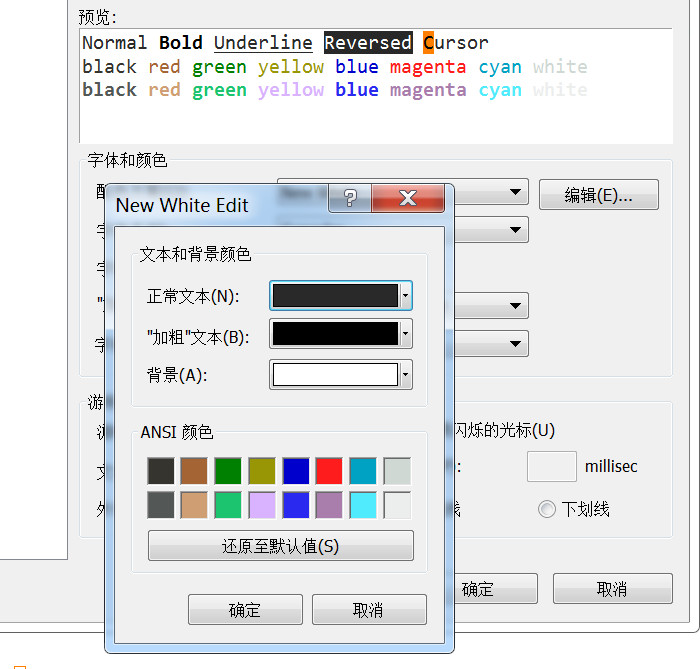 预览:
Normal Bold Underline Reversed Cursor
black red green yellow blue magenta cyan white
black red green yellow blue magenta cyan white
字体和颜色
编辑(E)...
New White Edit
?
X
文本和背景颜色
正常文本(N):
"加粗"文本(B):
背景(A):
ANSI 颜色
还原至默认值(S)
确定
取消
闪烁的光标(U)
millisec
下划线
确定
取消